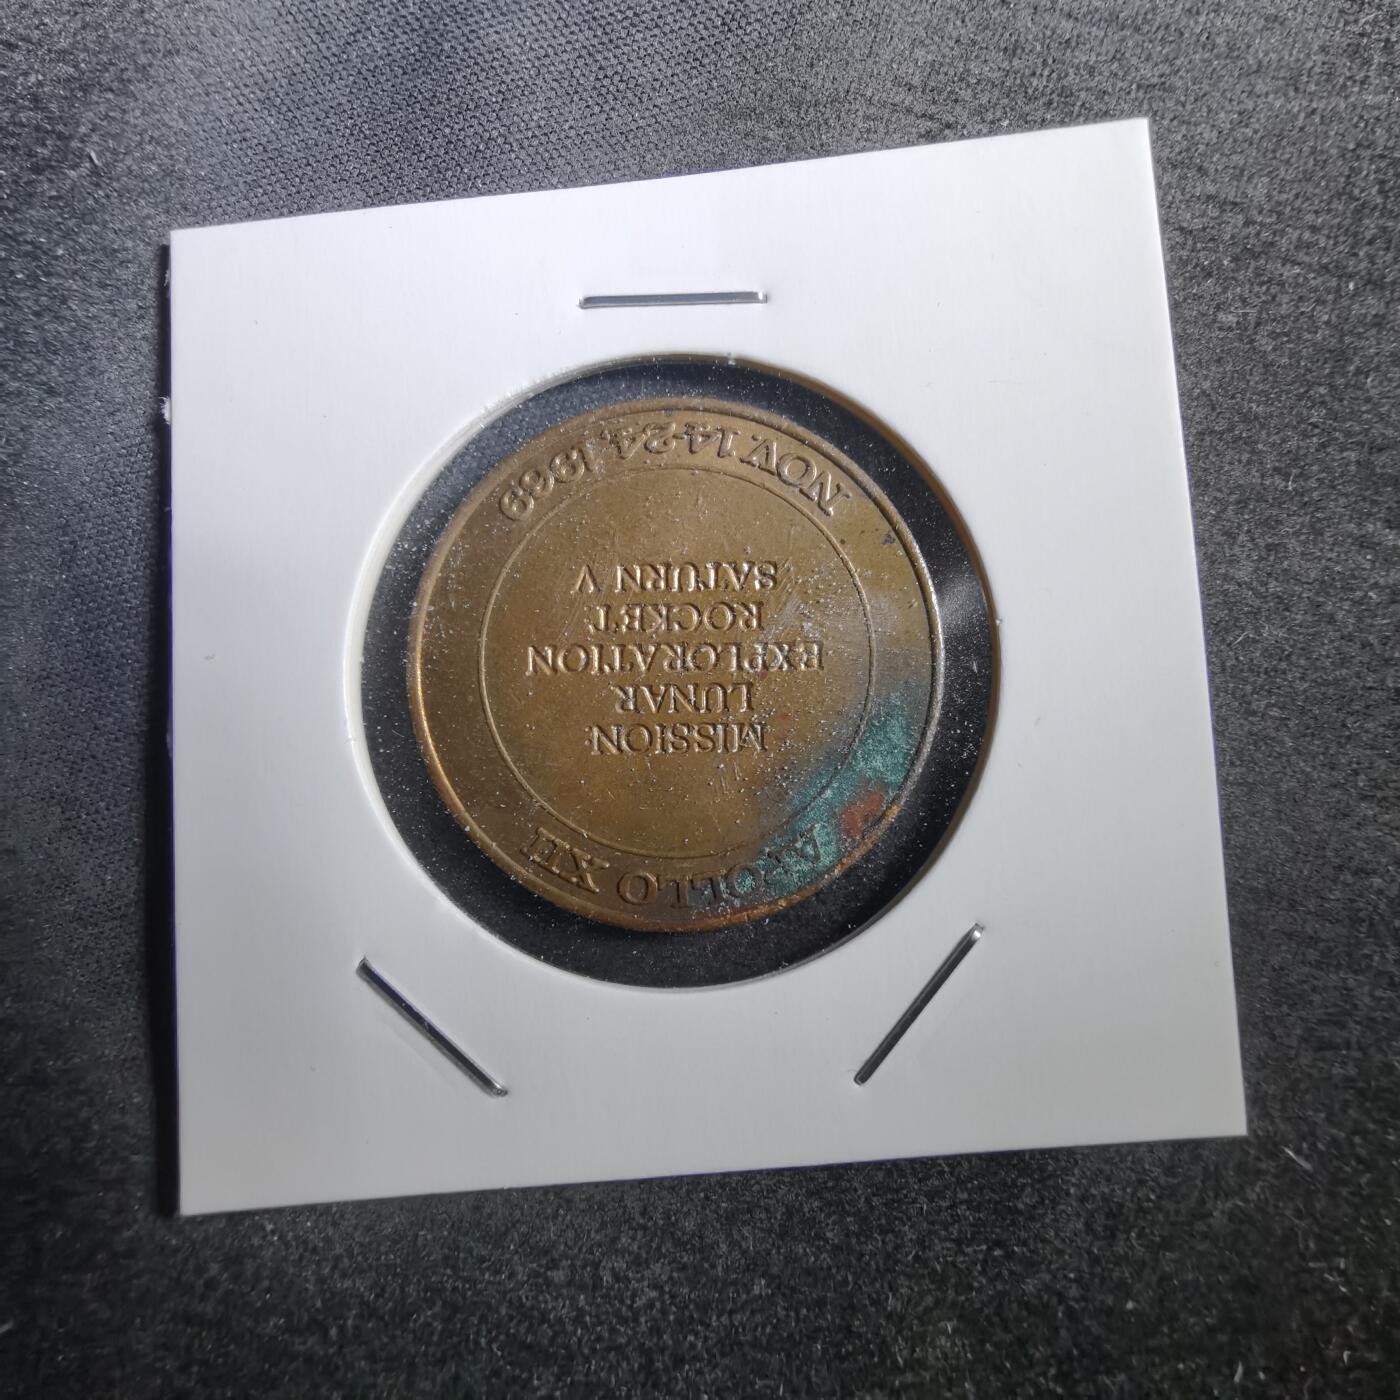 APOLLO XII
MISSION:
LUNAR
EXPLORATION
ROCKET:
SATURN V
NOV. 14-24, 1969